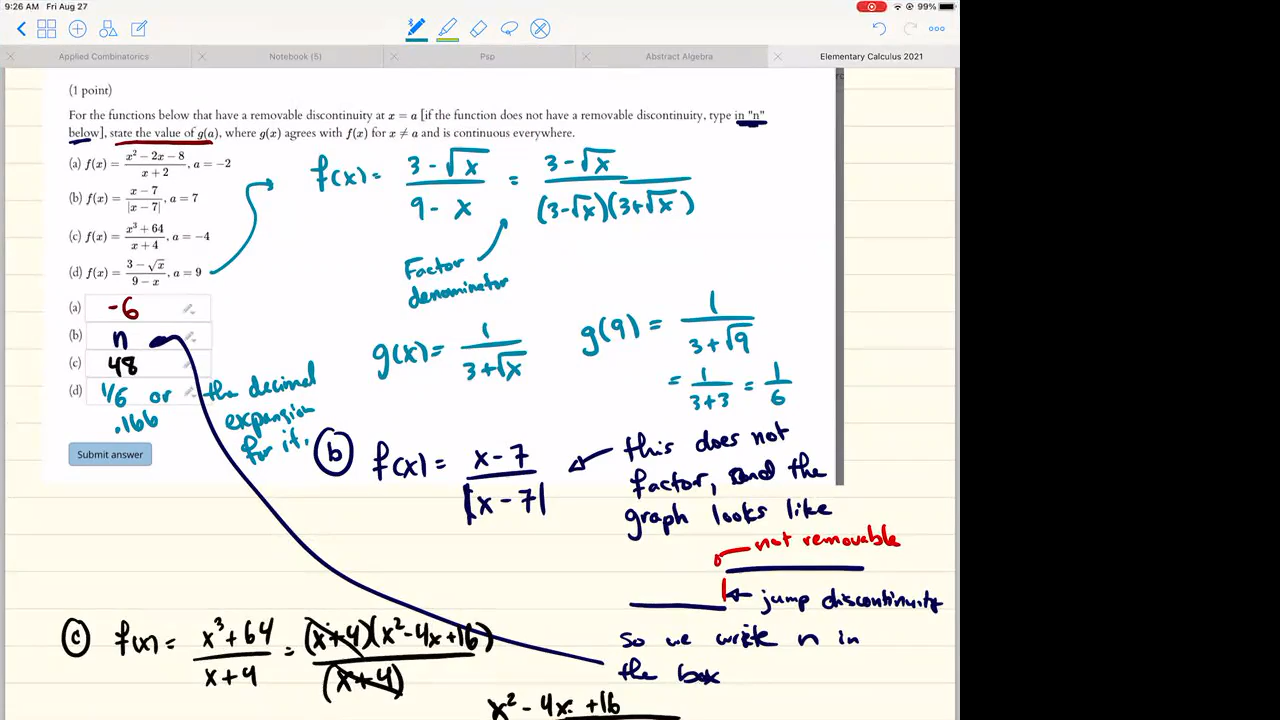 9:26 AM Fri Aug 27
99%
Applied Combinatorics
Notebook (5)
Psp
Abstract Algebra
Elementary Calculus 2021
(1 point)
For the functions below that have a removable discontinuity at x = a [if the function does not have a removable discontinuity, type in "n"
below], state the value of g(a), where g(x) agrees with f(x) for x ≠ a and is continuous everywhere.
(a) f(x) = (x² − 2x − 8)/(x + 2), a = −2
(b) f(x) = (x − 7)/|x − 7|, a = 7
(c) f(x) = (x³ + 64)/(x + 4), a = −4
(d) f(x) = (3 − √x)/(9 − x), a = 9
f(x) = (3 - √x)/(9 - x) = (3 - √x)/((3-√x)(3+√x))
Factor
denominator
(a) -6
(b) n
(c) 48
(d) 1/6 or
.166
the decimal
expansion
for it.
Submit answer
g(x) = 1/(3+√x)
g(9) = 1/(3+√9)
= 1/(3+3) = 1/6
(b) f(x) = (x-7)/|x-7|
this does not
factor, and the
graph looks like
not removable
jump discontinuity
so we write n in
the box
(c) f(x) = (x³+64)/(x+4) = ((x+4)(x²-4x+16))/(x+4)
x² - 4x +16